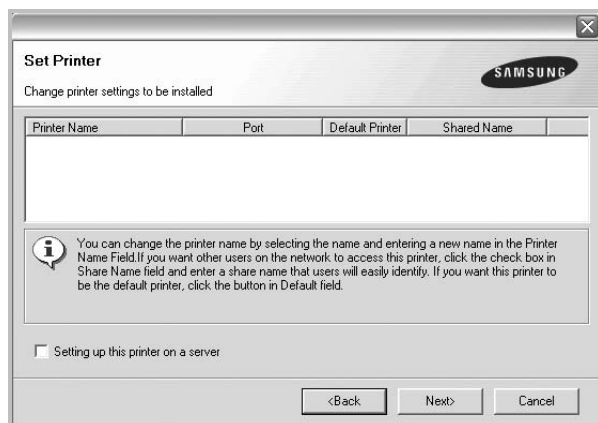 Set Printer
SAMSUNG
Change printer settings to be installed
Printer Name Port Default Printer Shared Name
You can change the printer name by selecting the name and entering a new name in the Printer
Name Field.If you want other users on the network to access this printer, click the check box in
Share Name field and enter a share name that users will easily identify. If you want this printer to
be the default printer, click the button in Default field.
Setting up this printer on a server
<Back Next> Cancel